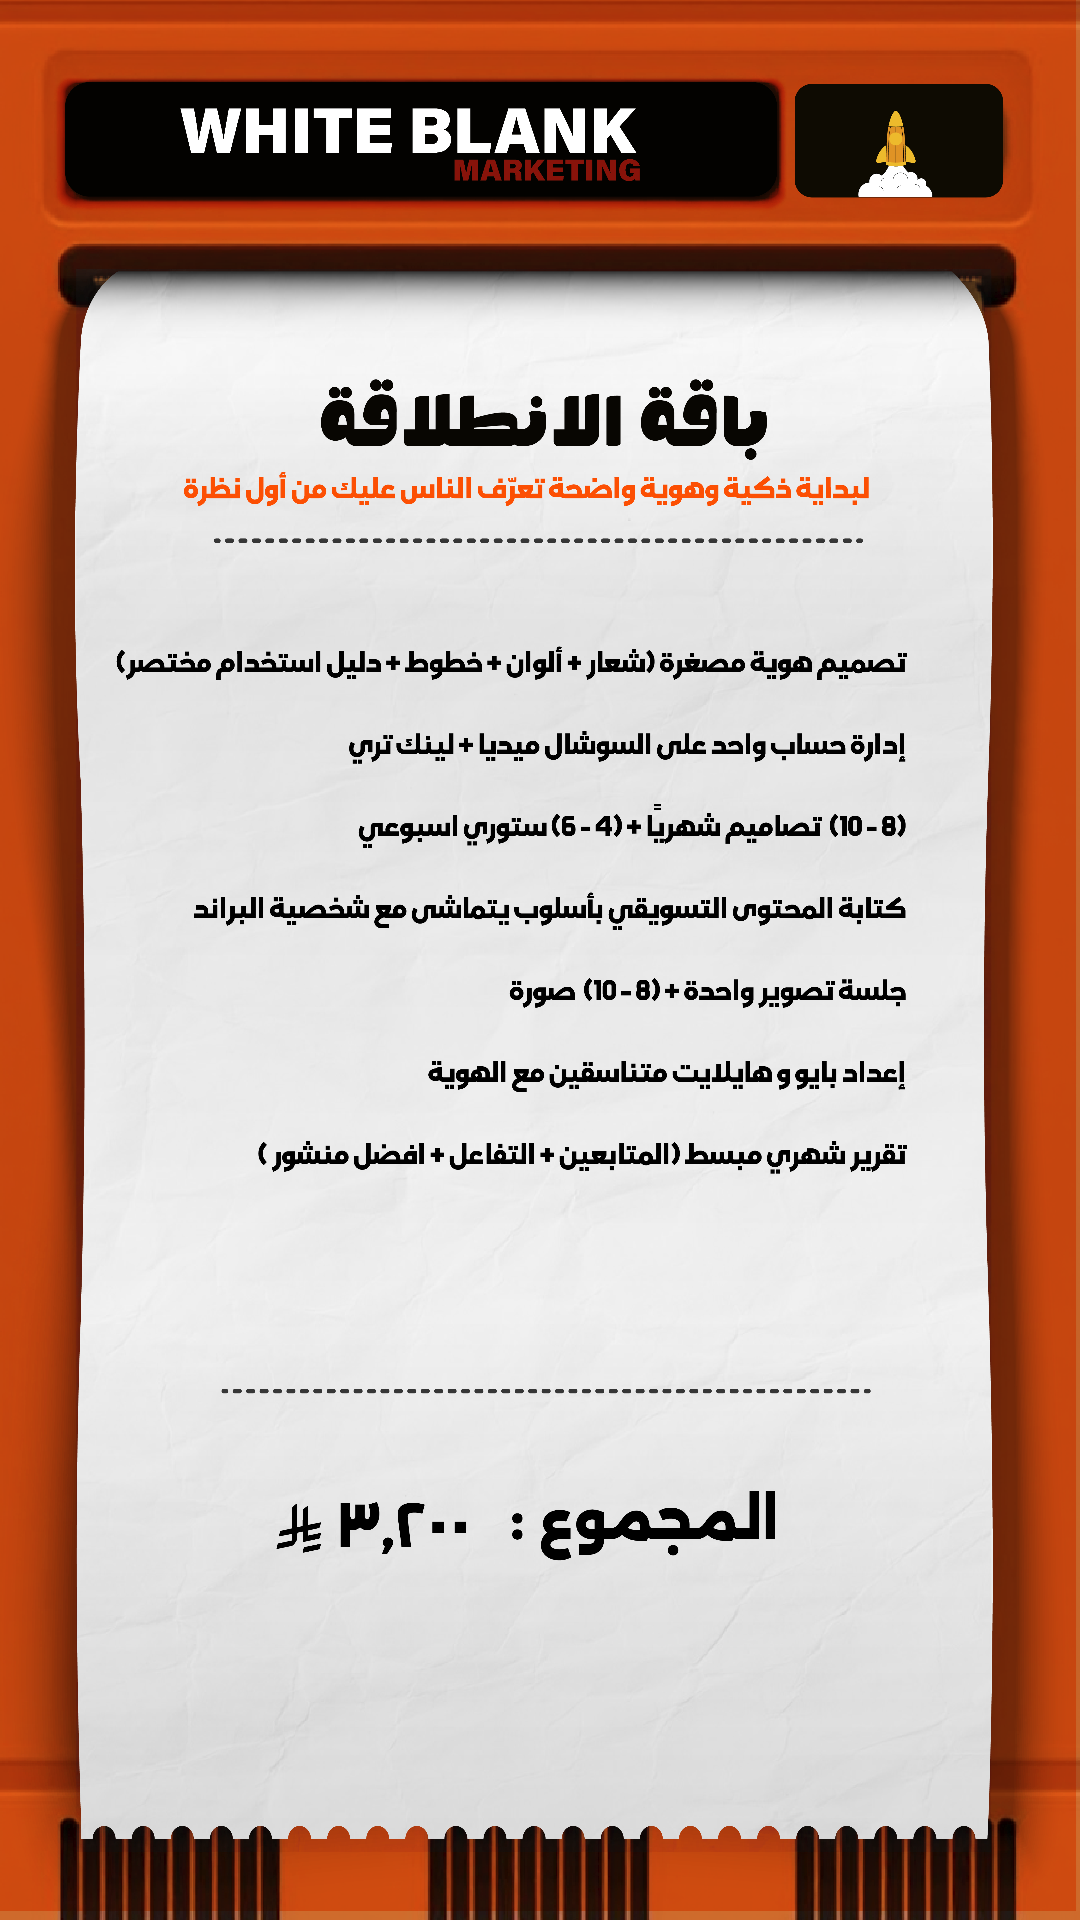 WHITE BLANK
MARKETING
باقة الانطلاقة
لبداية ذكية وهوية واضحة تعرّف الناس عليك من أول نظرة
تصميم هوية مصغرة (شعار + ألوان + خطوط + دليل استخدام مختصر)
إدارة حساب واحد على السوشال ميديا + لينك تري
(8 - 10) تصاميم شهريًا + (4 - 6) ستوري اسبوعي
كتابة المحتوى التسويقي بأسلوب يتماشى مع شخصية البراند
جلسة تصوير واحدة + (8 - 10) صورة
إعداد بايو و هايلايت متناسقين مع الهوية
تقرير شهري مبسط (المتابعين + التفاعل + افضل منشور )
المجموع : ٣,٢٠٠ ⃁